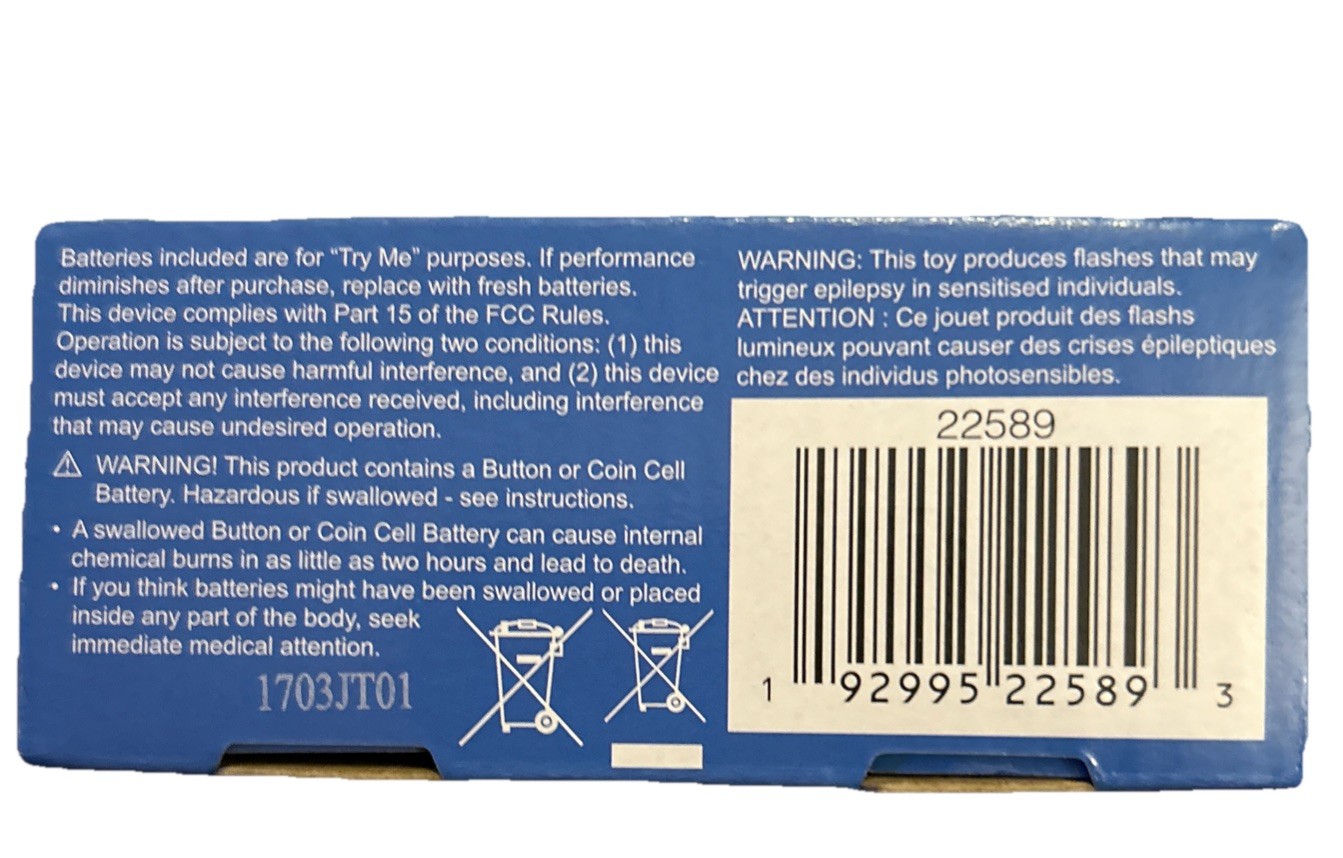 Batteries included are for “Try Me” purposes. If performance
diminishes after purchase, replace with fresh batteries.
This device complies with Part 15 of the FCC Rules.
Operation is subject to the following two conditions: (1) this
device may not cause harmful interference, and (2) this device
must accept any interference received, including interference
that may cause undesired operation.
WARNING! This product contains a Button or Coin Cell
Battery. Hazardous if swallowed - see instructions.
• A swallowed Button or Coin Cell Battery can cause internal
chemical burns in as little as two hours and lead to death.
• If you think batteries might have been swallowed or placed
inside any part of the body, seek
immediate medical attention.
1703JT01
WARNING: This toy produces flashes that may
trigger epilepsy in sensitised individuals.
ATTENTION : Ce jouet produit des flashs
lumineux pouvant causer des crises épileptiques
chez des individus photosensibles.
22589
1 92995 22589 3